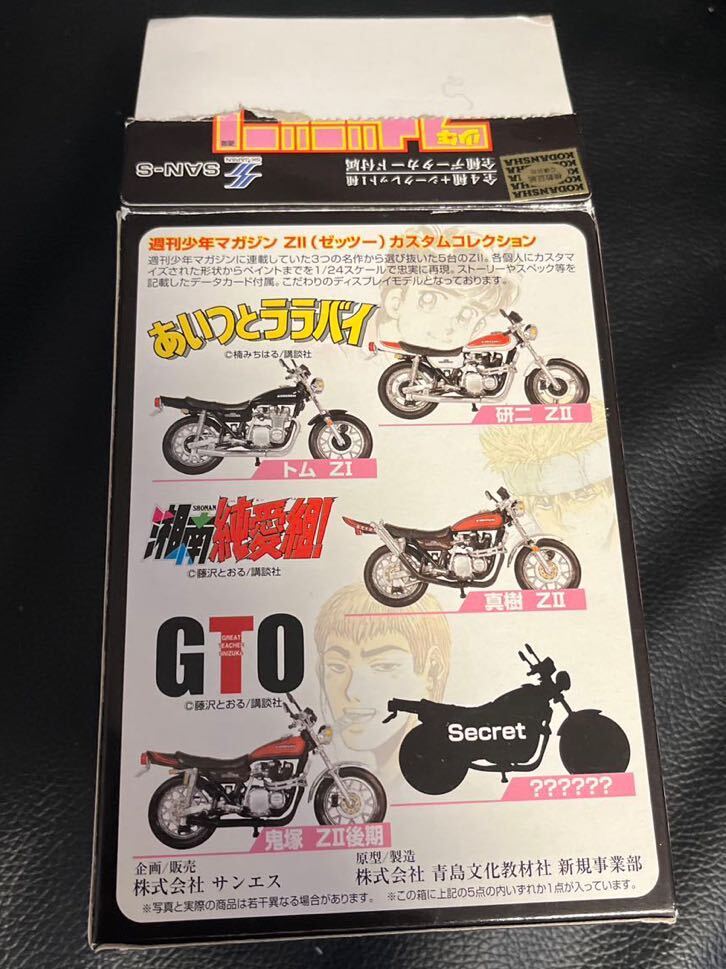 少年
SAN-S
SAN JAPAN
全4種+シークレット1種
全種データカード付属
KODANSHA
KODANSHA
週刊少年マガジン ZII(ゼッツー)カスタムコレクション
週刊少年マガジンに連載していた3つの名作から選び抜いた5台のZII。各個人にカスタマ
イズされた形状からペイントまでを1/24スケールで忠実に再現。ストーリーやスペック等を
記載したデータカード付属。こだわりのディスプレイモデルとなっております。
あいつとララバイ
©楠みちはる/講談社
研二 ZII
トム ZI
SHONAN
湘南純愛組!
©藤沢とおる/講談社
真樹 ZII
GTO
GREAT
TEACHER
ONIZUKA
©藤沢とおる/講談社
Secret
??????
鬼塚 ZII後期
企画/販売
株式会社 サンエス
原型/製造
株式会社 青島文化教材社 新規事業部
※写真と実際の商品は若干異なる場合があります。 ※この箱に上記の5点の内いずれか1点が入っています。